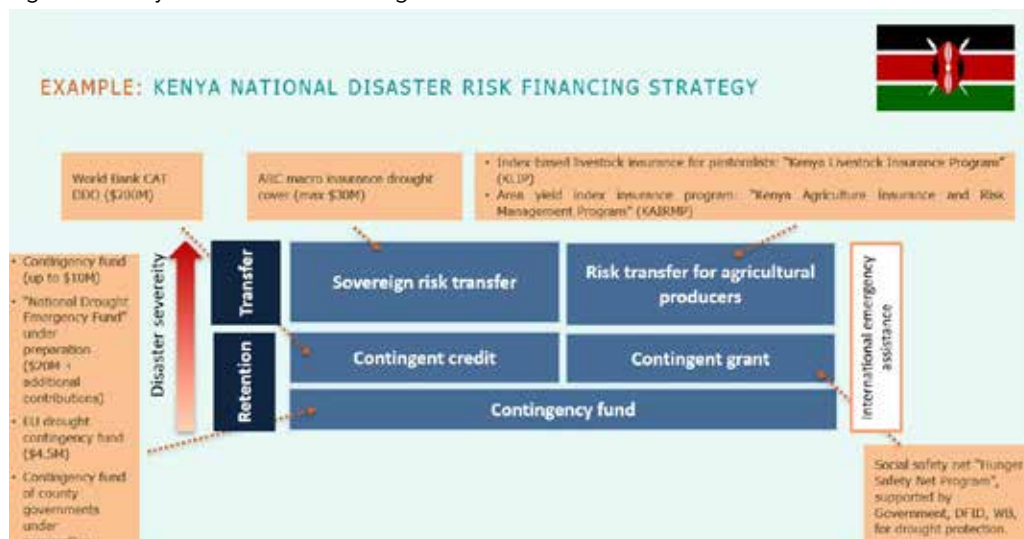 EXAMPLE: KENYA NATIONAL DISASTER RISK FINANCING STRATEGY
World Bank CAT
DDO ($200M)
ARC macro insurance drought
cover (max $30M)
• Index based livestock insurance for pastoralists: "Kenya Livestock Insurance Program"
(KLIP)
• Area yield index insurance program: "Kenya Agriculture Insurance and Risk
Management Program" (KAIRMP)
• Contingency fund
(up to $10M)
• "National Drought
Emergency Fund"
under
preparation
($20M +
additional
contributions)
• EU drought
contingency fund
($4.5M)
• Contingency fund
of county
governments
under
Disaster severeity
Transfer
Retention
Sovereign risk transfer
Risk transfer for agricultural
producers
Contingent credit
Contingent grant
Contingency fund
International emergency
assistance
Social safety net "Hunger
Safety Net Program",
supported by
Government, DFID, WB,
for drought protection.